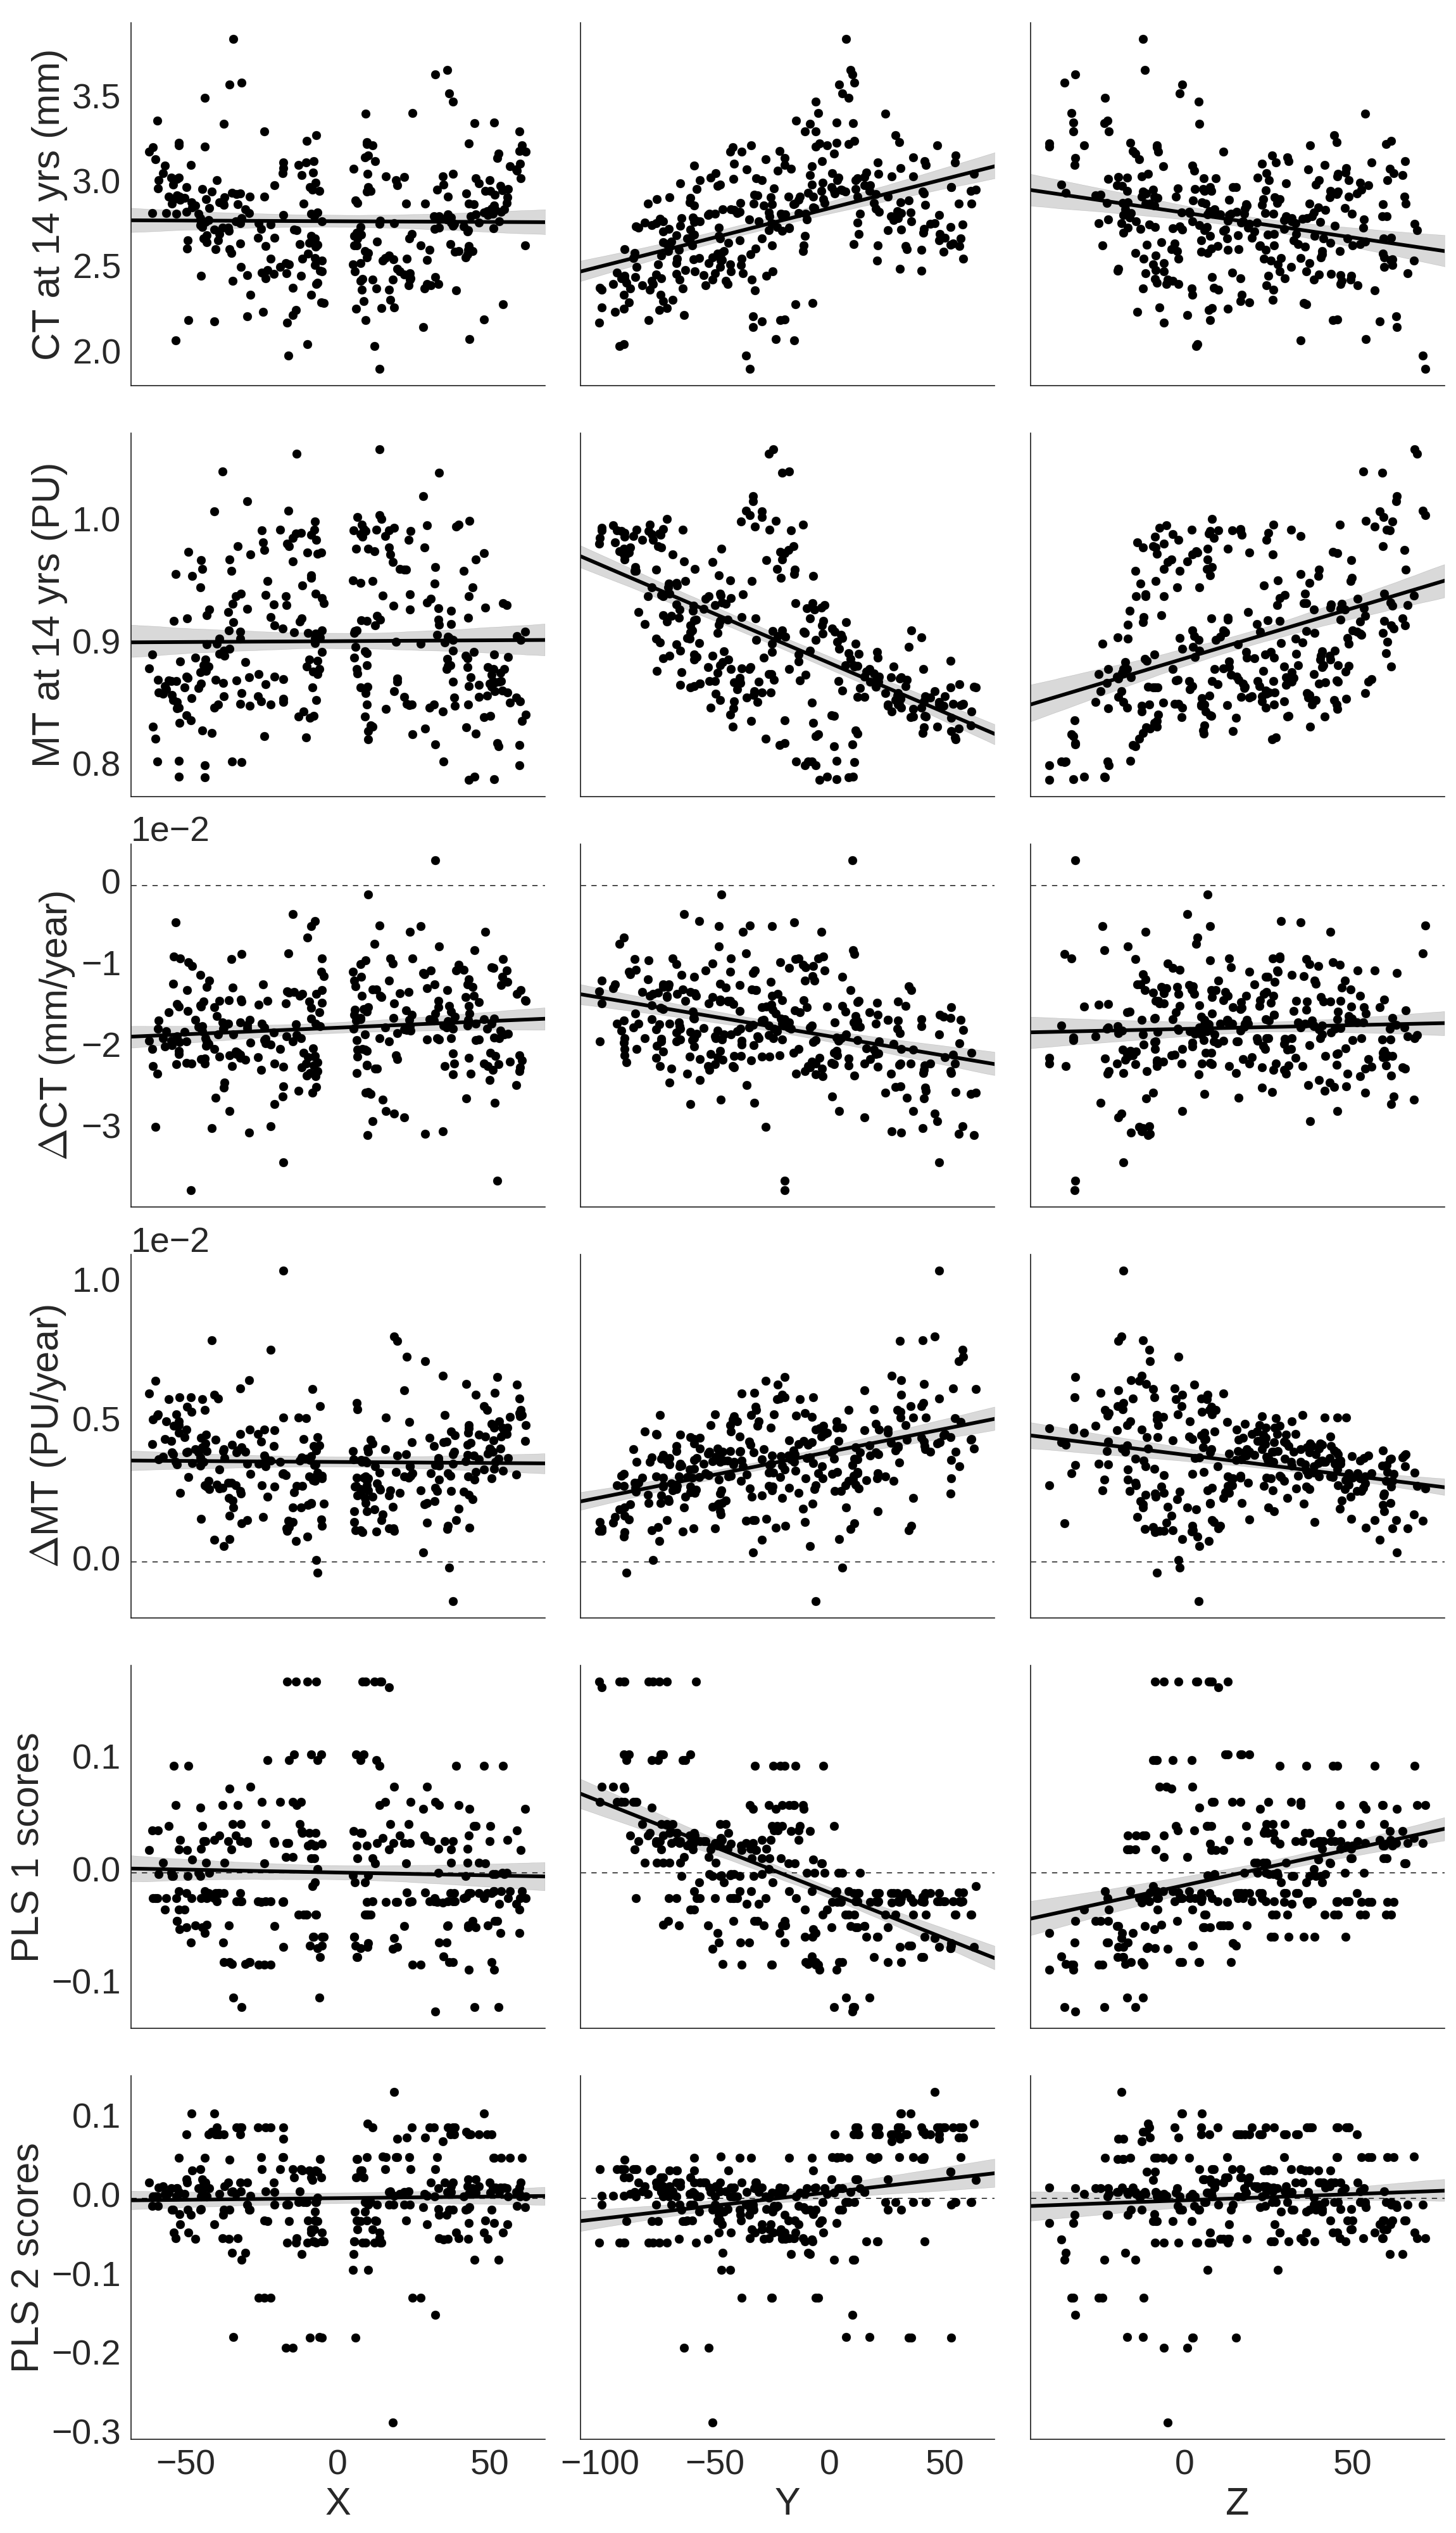 CT at 14 yrs (mm)
3.5
3.0
2.5
2.0
MT at 14 yrs (PU)
1.0
0.9
0.8
1e−2
ΔCT (mm/year)
0
−1
−2
−3
1e−2
ΔMT (PU/year)
1.0
0.5
0.0
PLS 1 scores
0.1
0.0
−0.1
PLS 2 scores
0.1
0.0
−0.1
−0.2
−0.3
−50 0 50 −100 −50 0 50 0 50
X Y Z